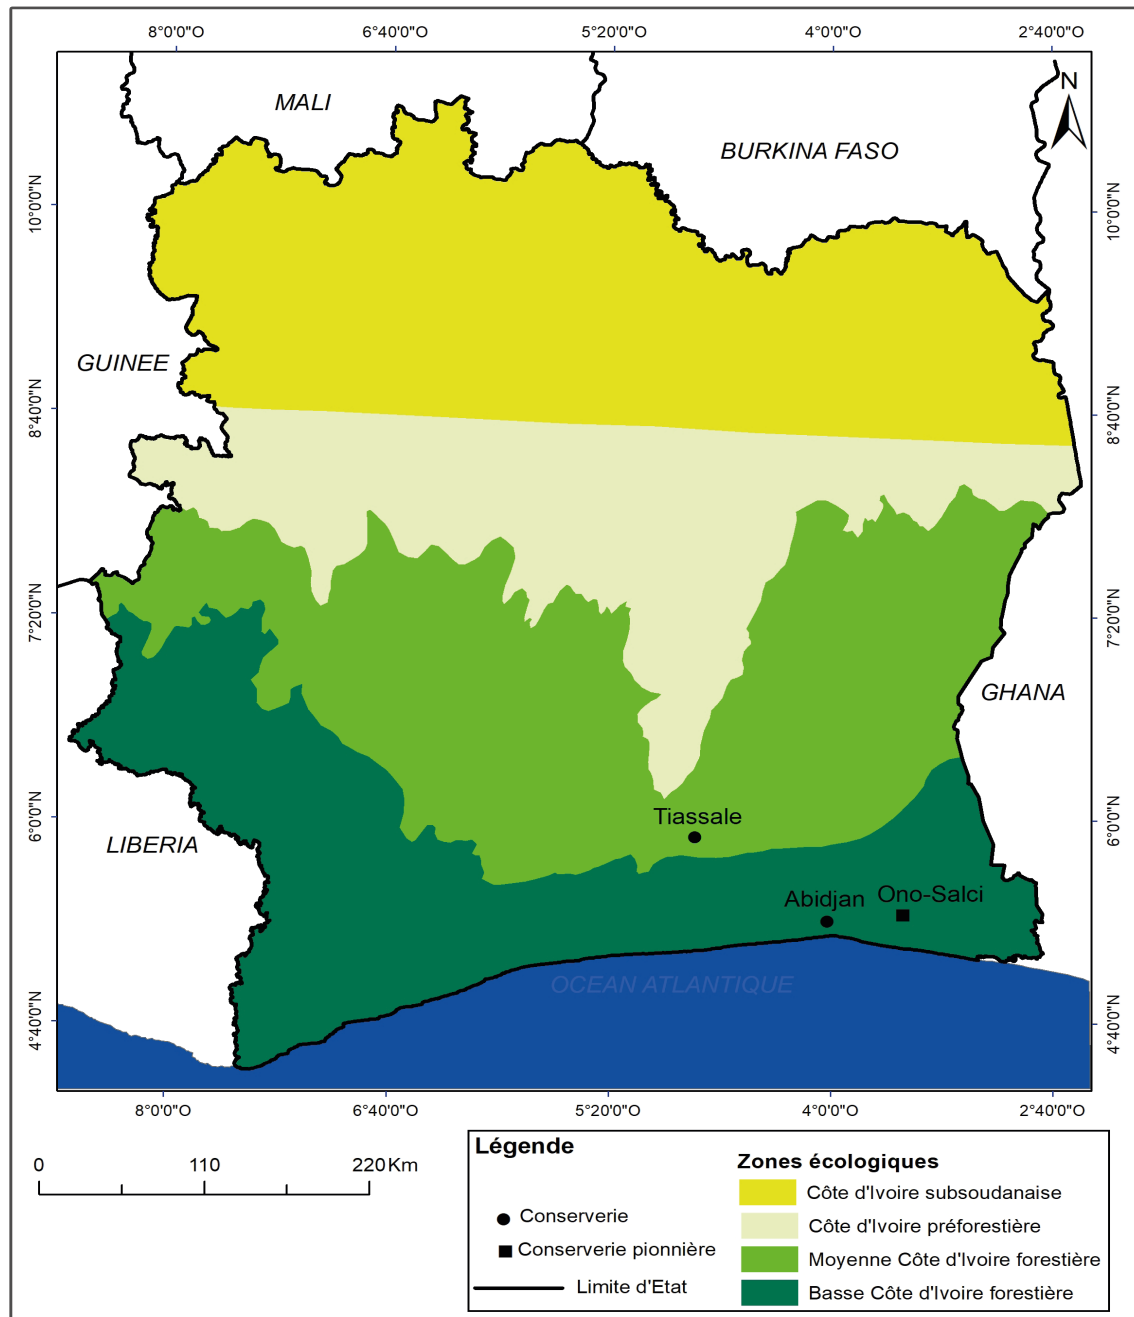 8°0'0"O 6°40'0"O 5°20'0"O 4°0'0"O 2°40'0"O
N
MALI
BURKINA FASO
10°0'0"N 10°0'0"N
GUINEE
8°40'0"N 8°40'0"N
7°20'0"N 7°20'0"N
GHANA
Tiassale
6°0'0"N 6°0'0"N
LIBERIA
Abidjan Ono-Salci
OCEAN ATLANTIQUE
4°40'0"N 4°40'0"N
8°0'0"O 6°40'0"O 5°20'0"O 4°0'0"O 2°40'0"O
0 110 220 Km
Légende
Conserverie
Conserverie pionnière
Limite d'Etat
Zones écologiques
Côte d'Ivoire subsoudanaise
Côte d'Ivoire préforestière
Moyenne Côte d'Ivoire forestière
Basse Côte d'Ivoire forestière